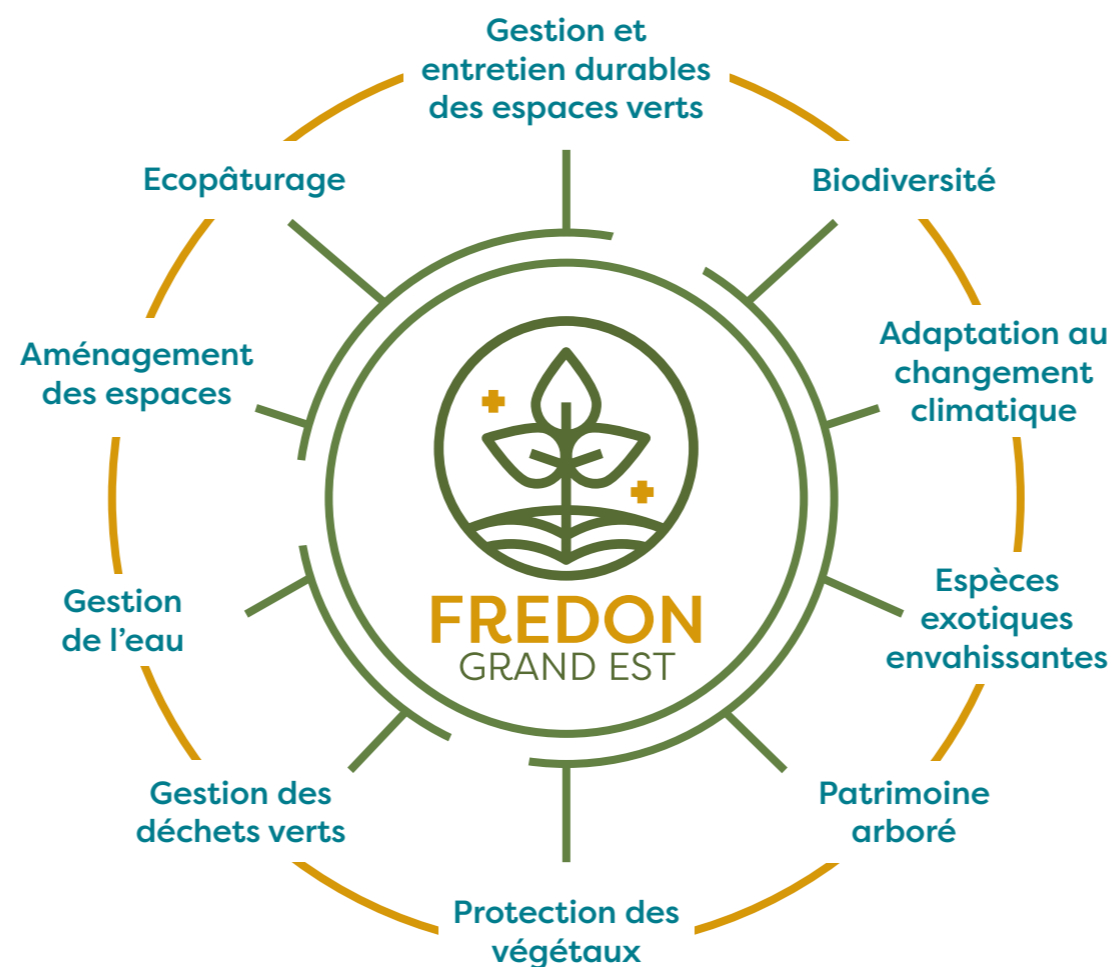 Gestion et
entretien durables
des espaces verts
Biodiversité
Adaptation au
changement
climatique
Espèces
exotiques
envahissantes
Patrimoine
arboré
Protection des
végétaux
Gestion des
déchets verts
Gestion
de l'eau
Aménagement
des espaces
Ecopâturage
FREDON
GRAND EST